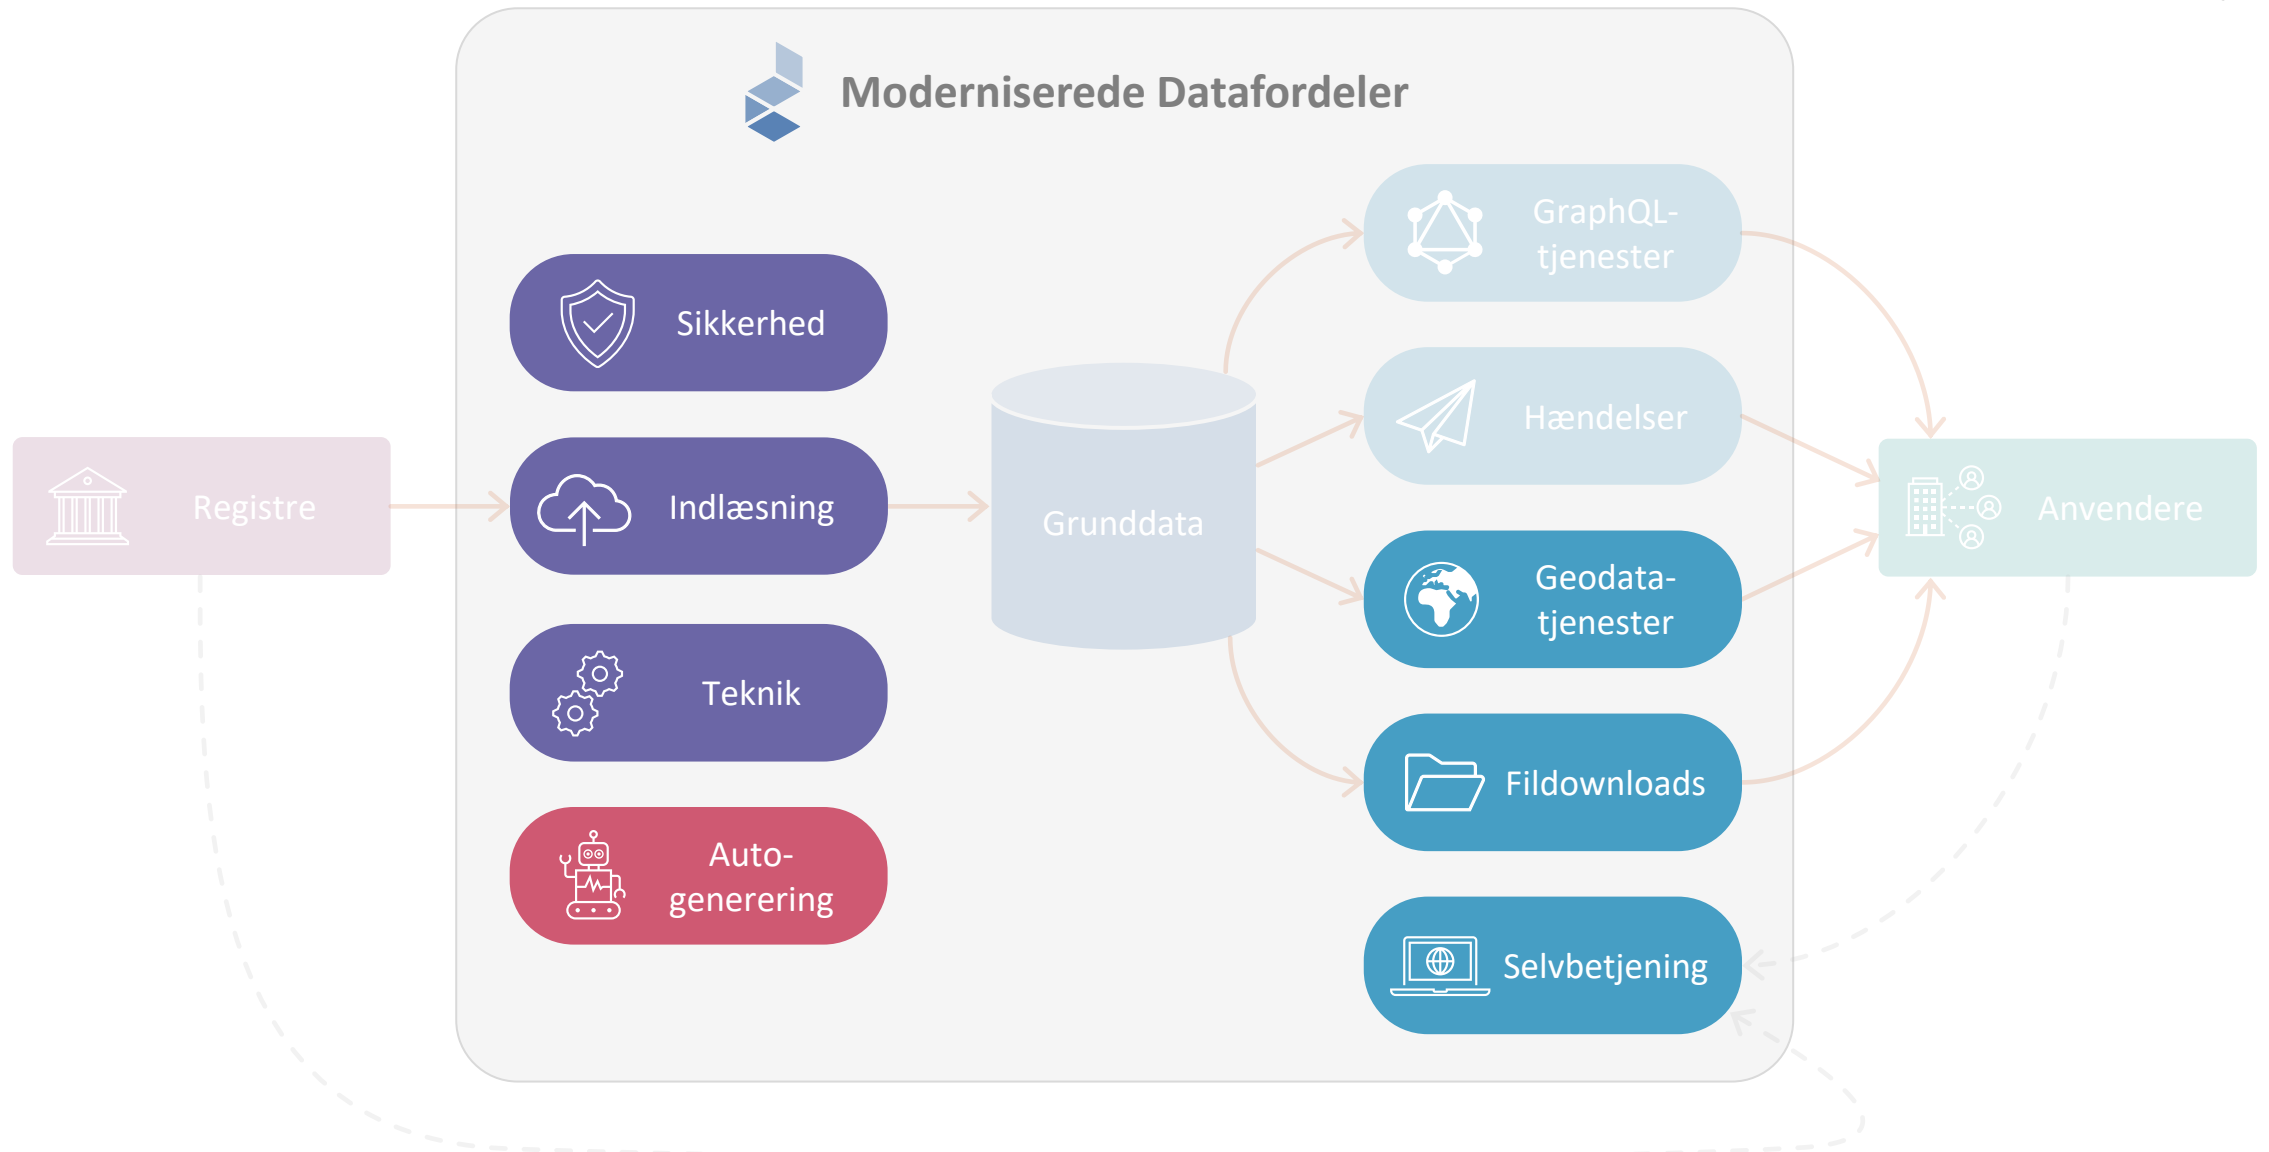 Moderniserede Datafordeler
Registre
Sikkerhed
Indlæsning
Teknik
Auto-
generering
Grunddata
GraphQL-
tjenester
Hændelser
Geodata-
tjenester
Fildownloads
Selvbetjening
Anvendere